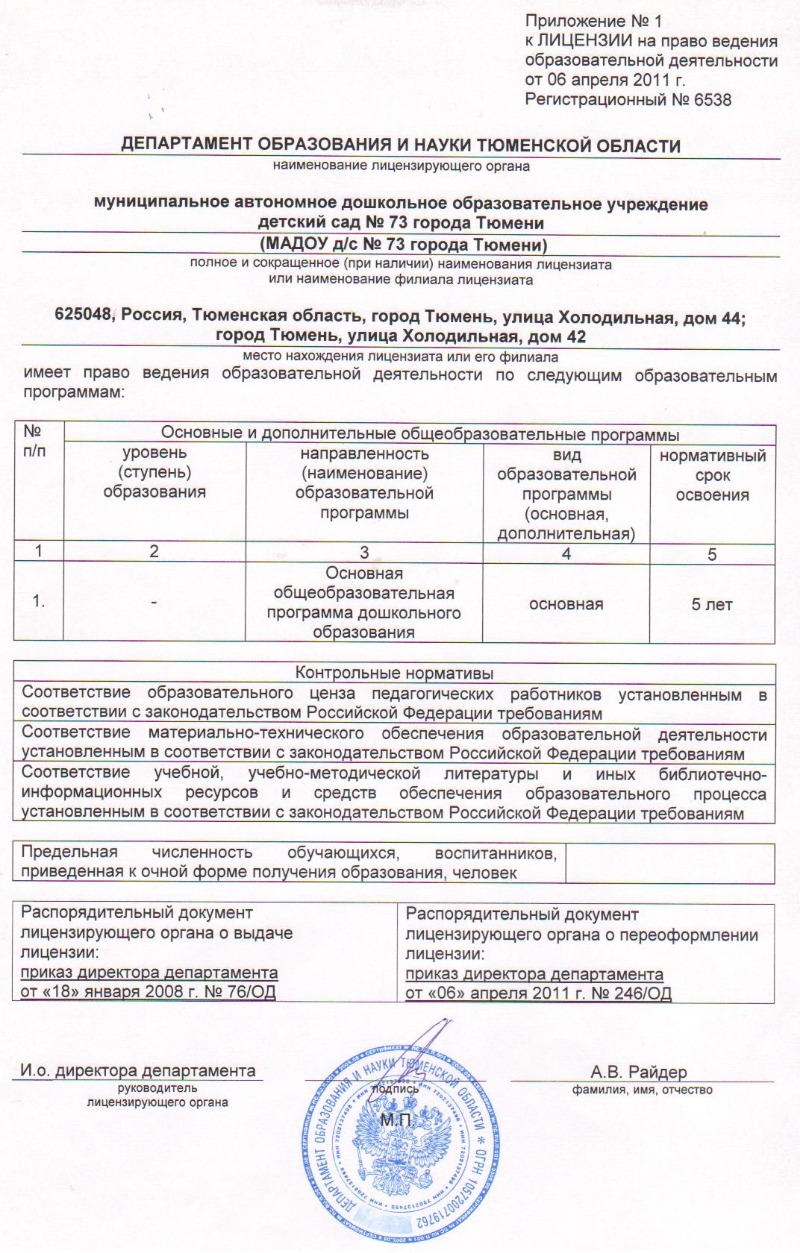 Приложение № 1
к ЛИЦЕНЗИИ на право ведения
образовательной деятельности
от 06 апреля 2011 г.
Регистрационный № 6538
ДЕПАРТАМЕНТ ОБРАЗОВАНИЯ И НАУКИ ТЮМЕНСКОЙ ОБЛАСТИ
наименование лицензирующего органа
муниципальное автономное дошкольное образовательное учреждение
детский сад № 73 города Тюмени
(МАДОУ д/с № 73 города Тюмени)
полное и сокращенное (при наличии) наименования лицензиата
или наименование филиала лицензиата
625048, Россия, Тюменская область, город Тюмень, улица Холодильная, дом 44;
город Тюмень, улица Холодильная, дом 42
место нахождения лицензиата или его филиала
имеет право ведения образовательной деятельности по следующим образовательным
программам:
№
п/п
Основные и дополнительные общеобразовательные программы
уровень
(ступень)
образования
направленность
(наименование)
образовательной
программы
вид
образовательной
программы
(основная,
дополнительная)
нормативный
срок
освоения
1 2 3 4 5
1.
-
Основная
общеобразовательная
программа дошкольного
образования
основная
5 лет
Контрольные нормативы
Соответствие образовательного ценза педагогических работников установленным в
соответствии с законодательством Российской Федерации требованиям
Соответствие материально-технического обеспечения образовательной деятельности
установленным в соответствии с законодательством Российской Федерации требованиям
Соответствие учебной, учебно-методической литературы и иных библиотечно-
информационных ресурсов и средств обеспечения образовательного процесса
установленным в соответствии с законодательством Российской Федерации требованиям
Предельная численность обучающихся, воспитанников,
приведенная к очной форме получения образования, человек
Распорядительный документ
лицензирующего органа о выдаче
лицензии:
приказ директора департамента
от «18» января 2008 г. № 76/ОД
Распорядительный документ
лицензирующего органа о переоформлении
лицензии:
приказ директора департамента
от «06» апреля 2011 г. № 246/ОД
И.о. директора департамента
руководитель
лицензирующего органа
подпись
М.П.
А.В. Райдер
фамилия, имя, отчество
ДЕПАРТАМЕНТ ОБРАЗОВАНИЯ И НАУКИ ТЮМЕНСКОЙ ОБЛАСТИ * ОГРН 1057200719762